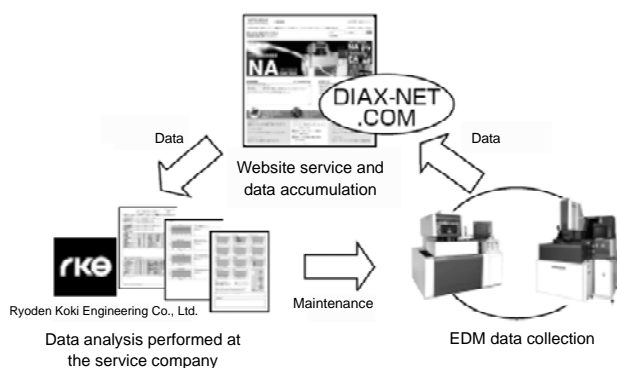 NA
DIAX-NET
.COM
Data
Data
Website service and
data accumulation
rke
Ryoden Koki Engineering Co., Ltd.
Maintenance
Data analysis performed at
the service company
EDM data collection